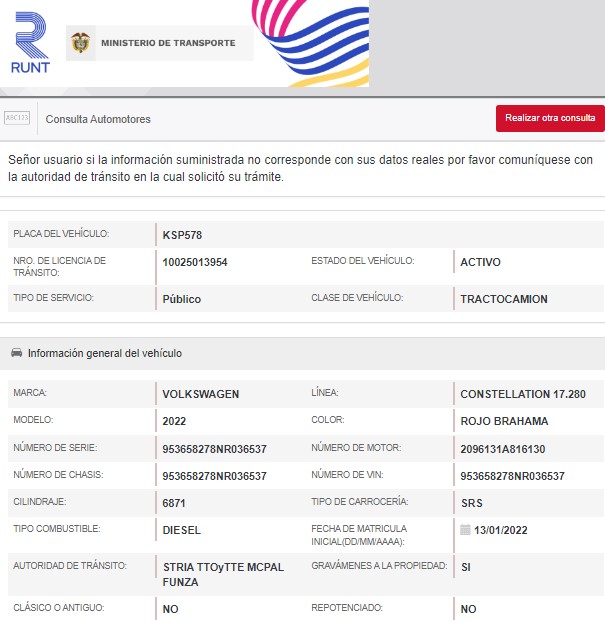 RUNT
MINISTERIO DE TRANSPORTE
ASC123
Consulta Automotores
Realizar otra consulta
Señor usuario si la información suministrada no corresponde con sus datos reales por favor comuníquese con
la autoridad de tránsito en la cual solicitó su trámite.
PLACA DEL VEHÍCULO: KSP578
NRO. DE LICENCIA DE
TRÁNSITO: 10025013954 ESTADO DEL VEHÍCULO: ACTIVO
TIPO DE SERVICIO: Público CLASE DE VEHÍCULO: TRACTOCAMION
Información general del vehículo
MARCA: VOLKSWAGEN LÍNEA: CONSTELLATION 17.280
MODELO: 2022 COLOR: ROJO BRAHAMA
NÚMERO DE SERIE: 953658278NR036537 NÚMERO DE MOTOR: 2096131A816130
NÚMERO DE CHASIS: 953658278NR036537 NÚMERO DE VIN: 953658278NR036537
CILINDRAJE: 6871 TIPO DE CARROCERÍA: SRS
TIPO COMBUSTIBLE: DIESEL FECHA DE MATRICULA
INICIAL(DD/MM/AAAA): 13/01/2022
AUTORIDAD DE TRÁNSITO: STRIA TTOyTTE MCPAL
FUNZA GRAVÁMENES A LA PROPIEDAD: SI
CLÁSICO O ANTIGUO: NO REPOTENCIADO: NO